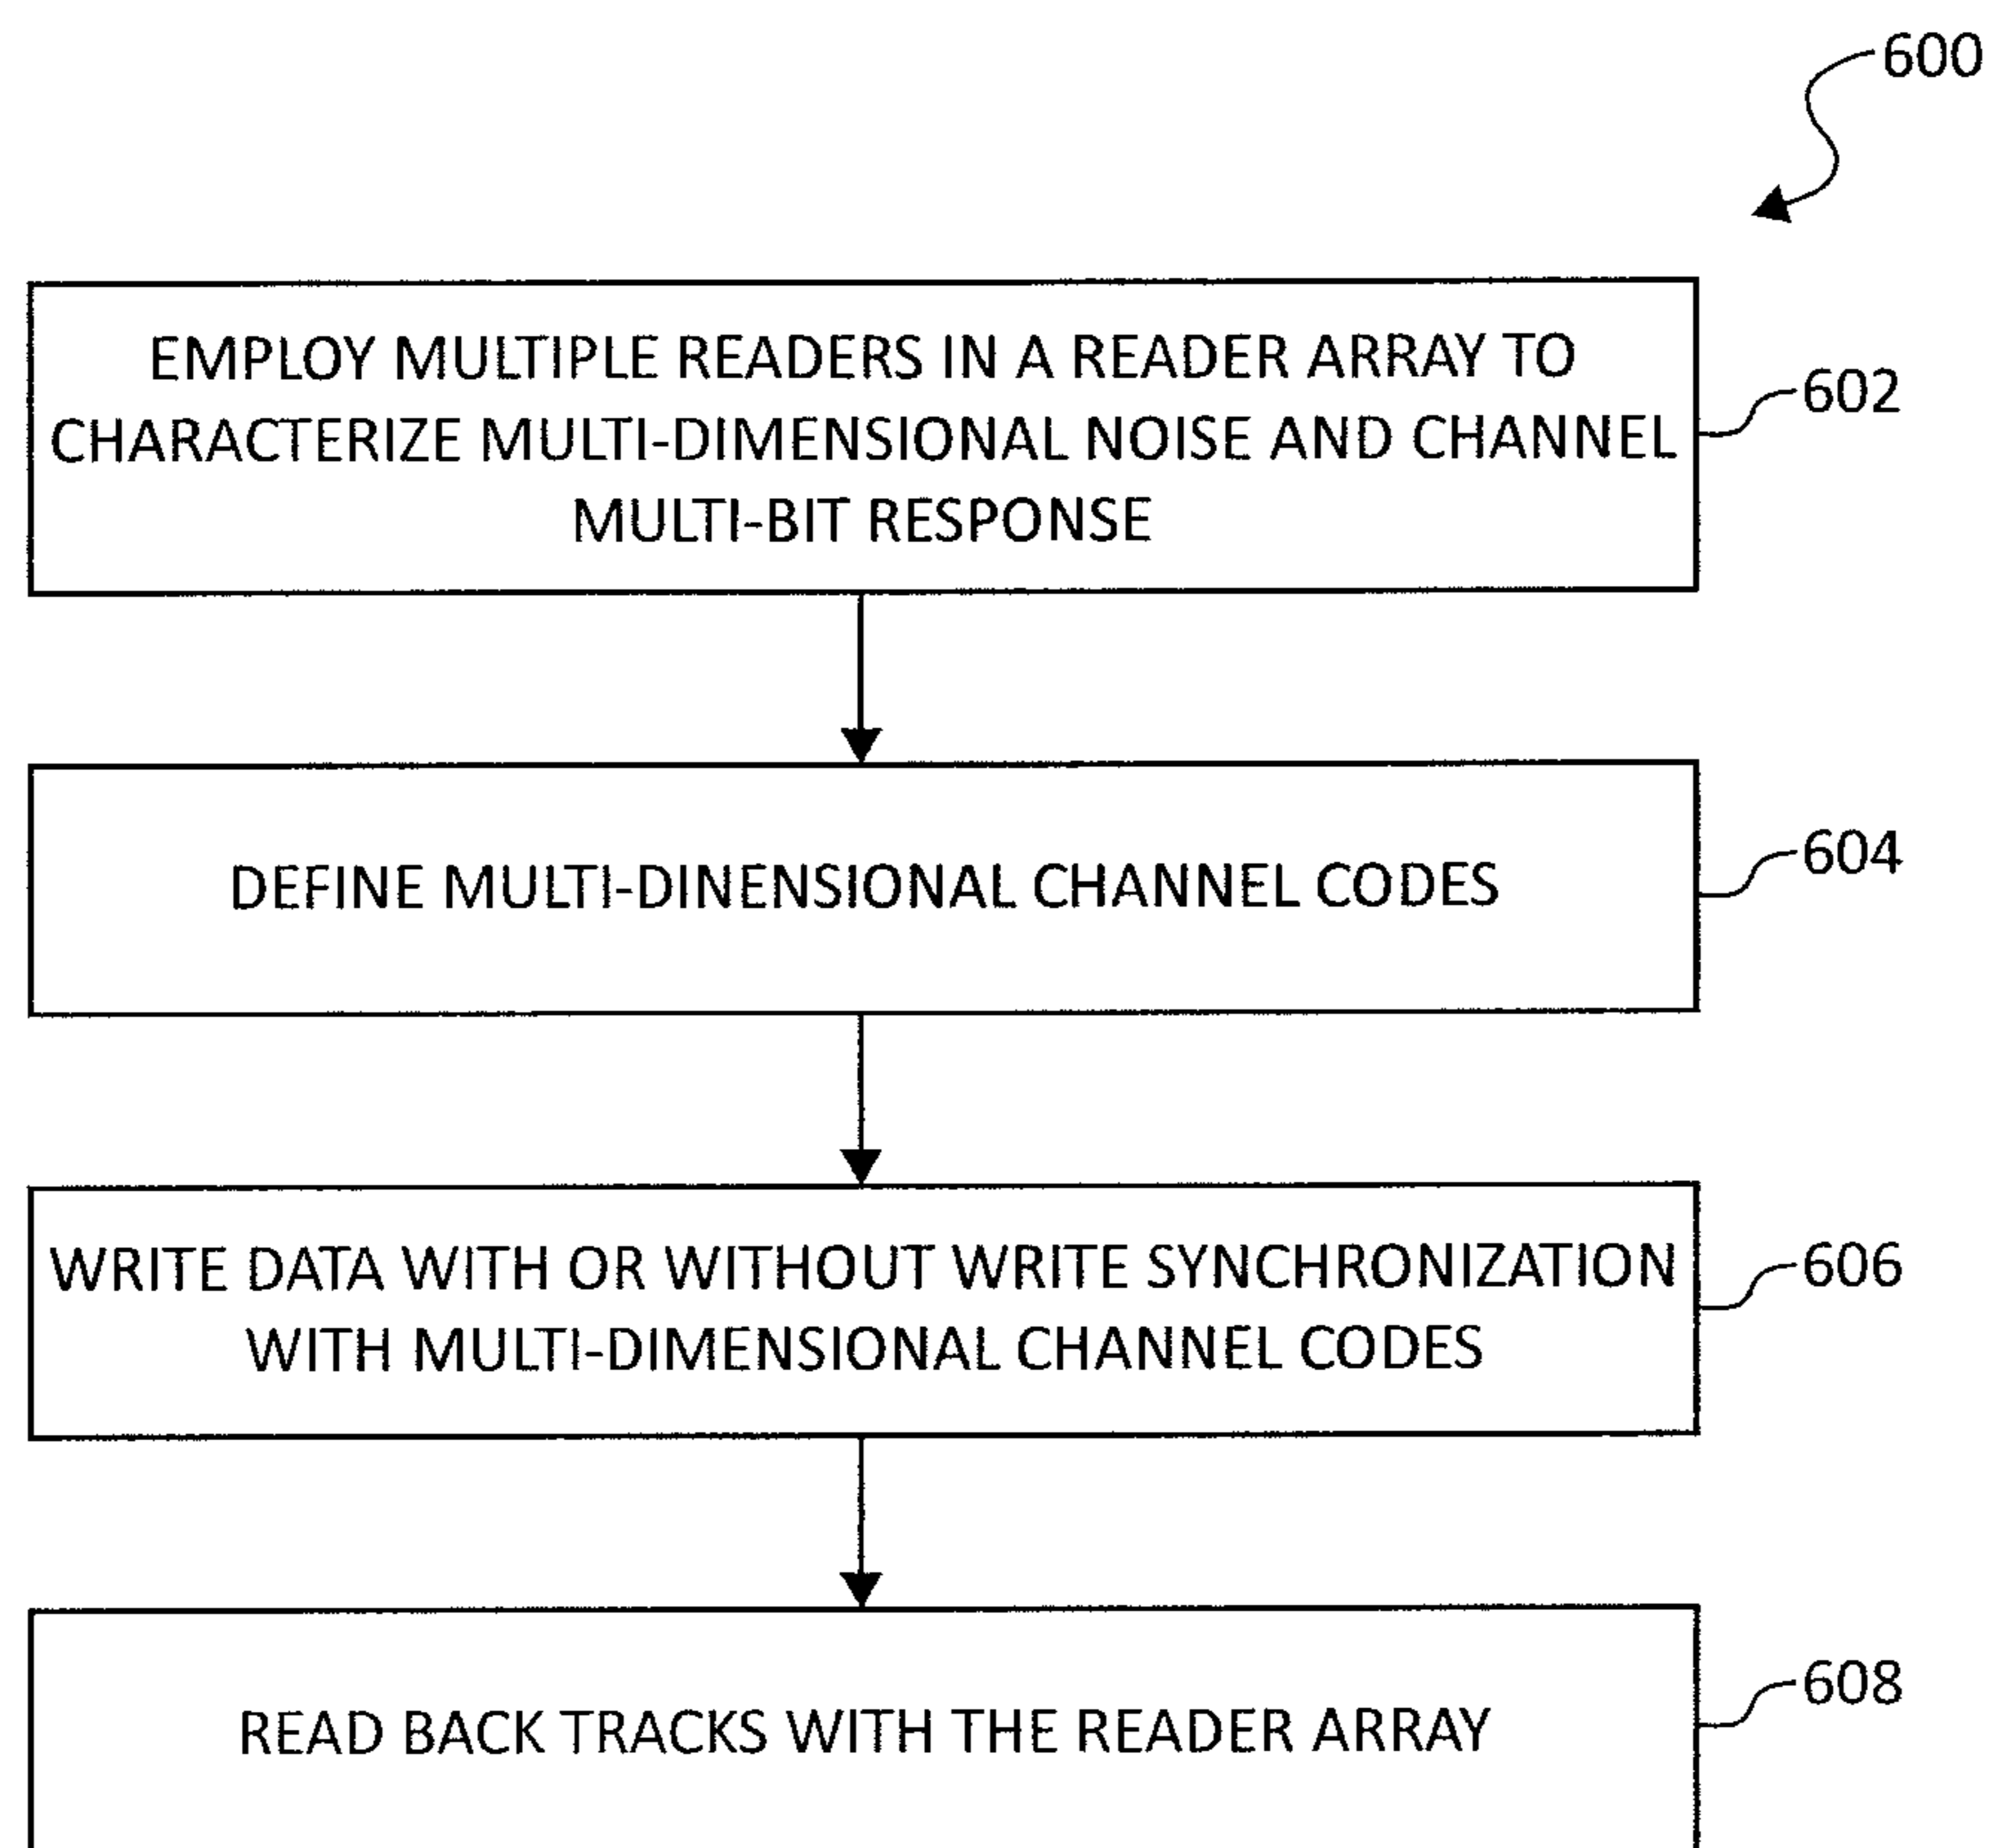 600
EMPLOY MULTIPLE READERS IN A READER ARRAY TO
CHARACTERIZE MULTI-DIMENSIONAL NOISE AND CHANNEL
MULTI-BIT RESPONSE
602
DEFINE MULTI-DINENSIONAL CHANNEL CODES
604
WRITE DATA WITH OR WITHOUT WRITE SYNCHRONIZATION
WITH MULTI-DIMENSIONAL CHANNEL CODES
606
READ BACK TRACKS WITH THE READER ARRAY
608